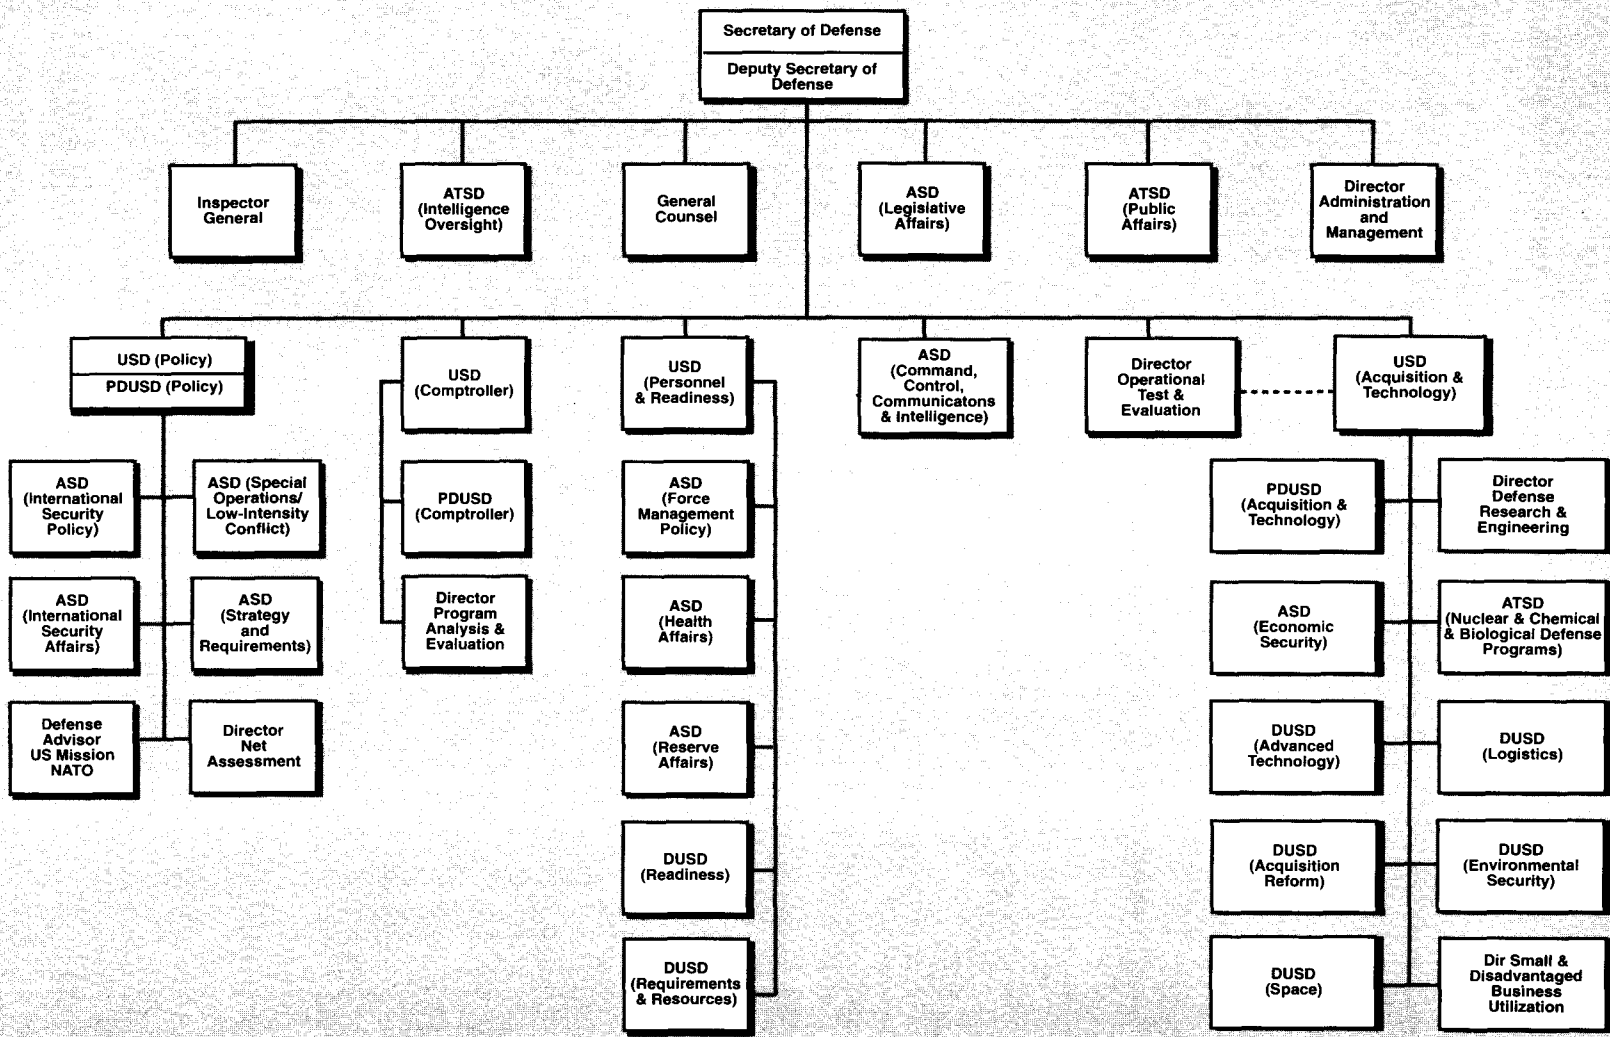 Secretary of Defense
Deputy Secretary of
Defense
Inspector
General
ATSD
(Intelligence
Oversight)
General
Counsel
ASD
(Legislative
Affairs)
ATSD
(Public
Affairs)
Director
Administration
and
Management
USD (Policy)
PDUSD (Policy)
USD
(Comptroller)
USD
(Personnel
& Readiness)
ASD
(Command,
Control,
Communicatons
& Intelligence)
Director
Operational
Test &
Evaluation
USD
(Acquisition &
Technology)
ASD
(International
Security
Policy)
ASD (Special
Operations/
Low-Intensity
Conflict)
PDUSD
(Comptroller)
ASD
(Force
Management
Policy)
PDUSD
(Acquisition &
Technology)
Director
Defense
Research &
Engineering
ASD
(International
Security
Affairs)
ASD
(Strategy
and
Requirements)
Director
Program
Analysis &
Evaluation
ASD
(Health
Affairs)
ASD
(Economic
Security)
ATSD
(Nuclear & Chemical
& Biological Defense
Programs)
Defense
Advisor
US Mission
NATO
Director
Net
Assessment
ASD
(Reserve
Affairs)
DUSD
(Advanced
Technology)
DUSD
(Logistics)
DUSD
(Readiness)
DUSD
(Acquisition
Reform)
DUSD
(Environmental
Security)
DUSD
(Requirements
& Resources)
DUSD
(Space)
Dir Small &
Disadvantaged
Business
Utilization